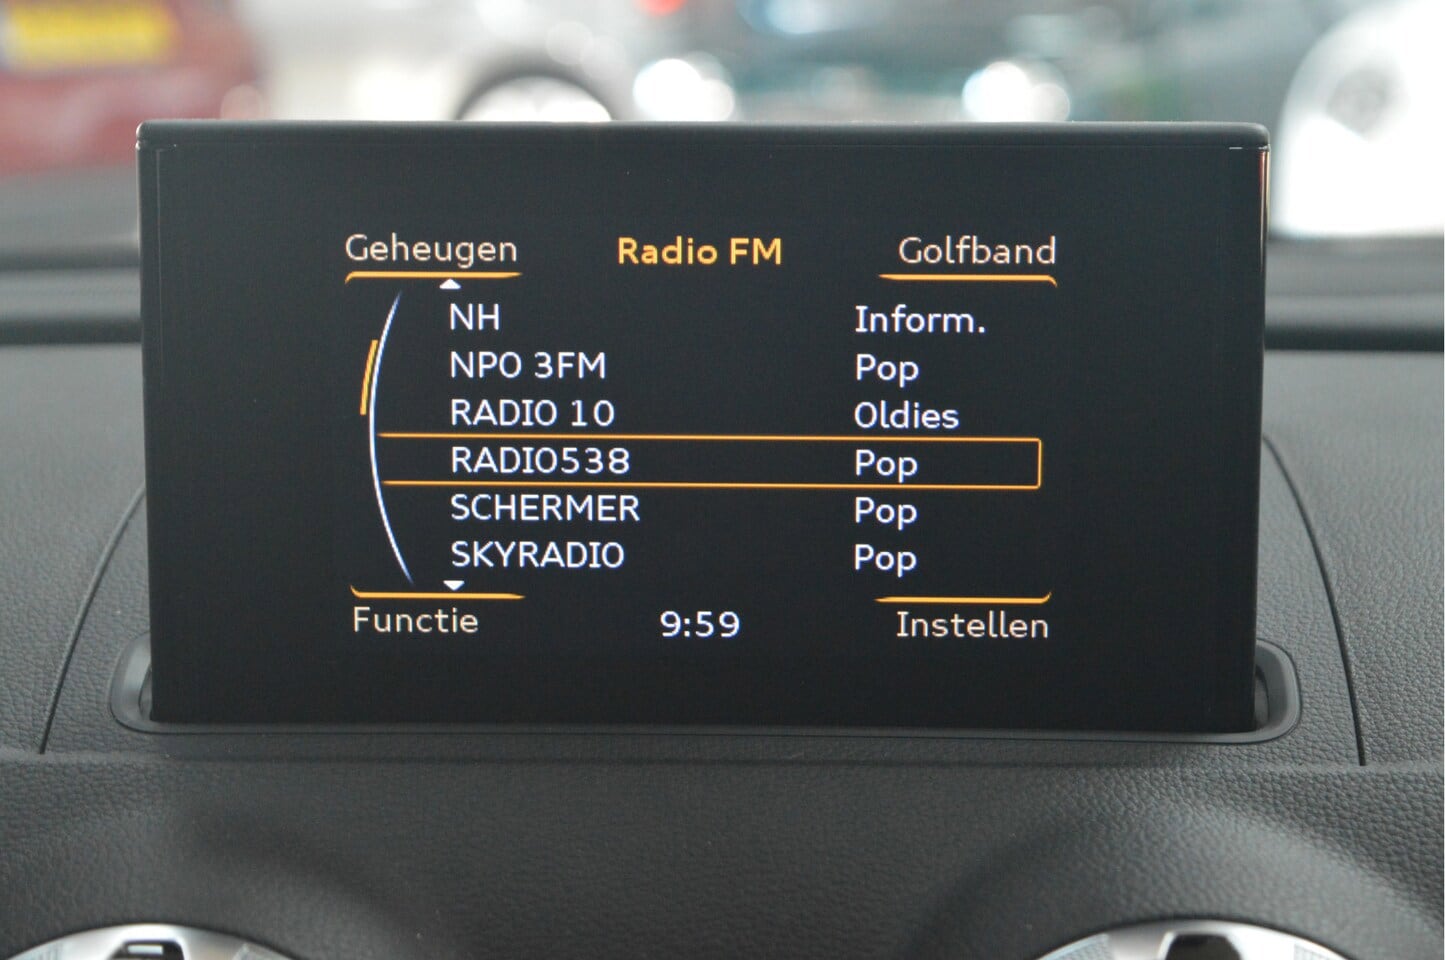 Geheugen Radio FM Golfband
NH Inform.
NPO 3FM Pop
RADIO 10 Oldies
RADIO538 Pop
SCHERMER Pop
SKYRADIO Pop
Functie 9:59 Instellen